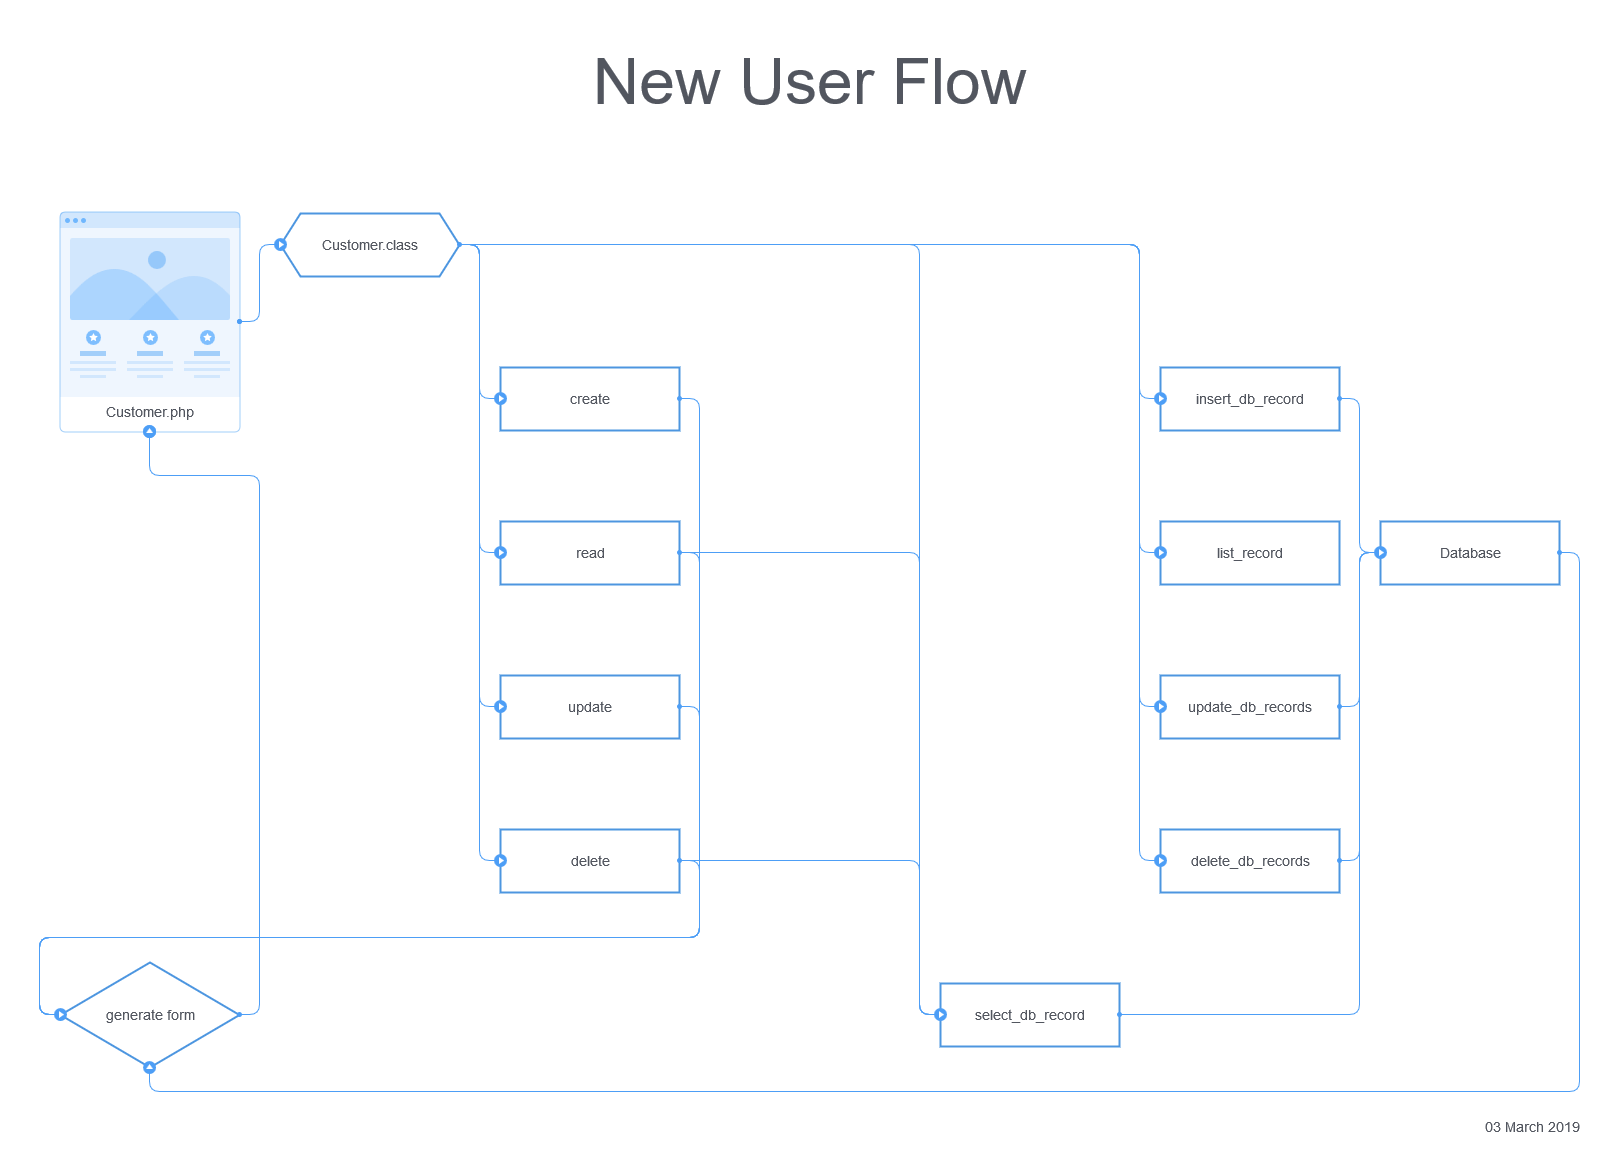 New User Flow
Customer.class
Customer.php
create
insert_db_record
read
list_record
Database
update
update_db_records
delete
delete_db_records
generate form
select_db_record
03 March 2019